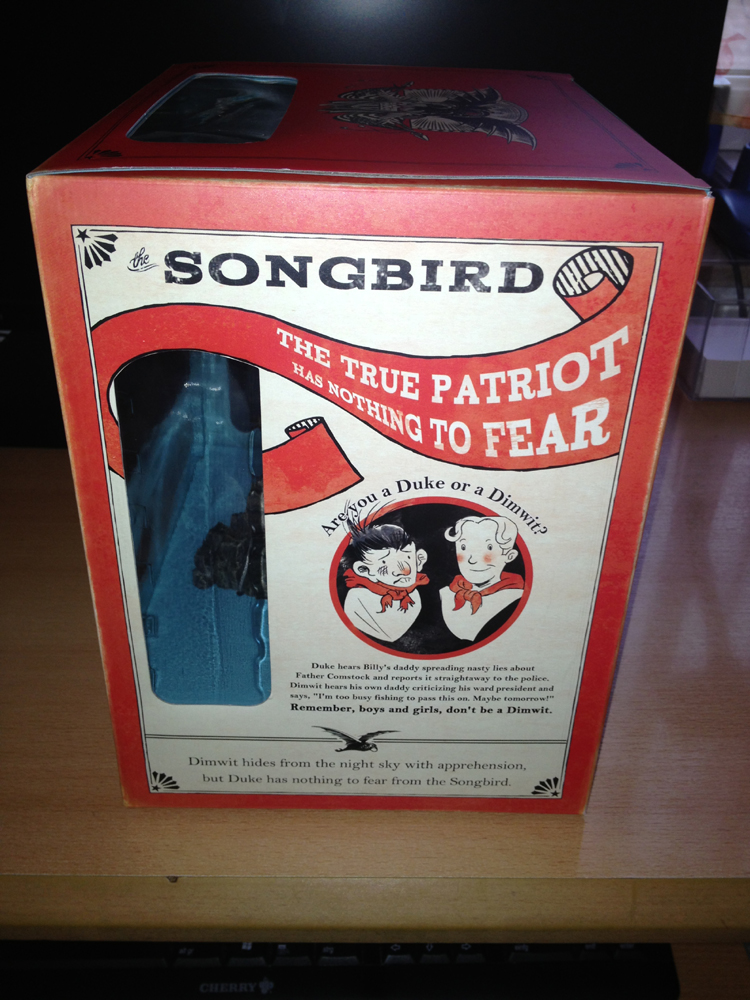 the SONGBIRD
THE TRUE PATRIOT
HAS NOTHING TO FEAR
Are you a Duke or a Dimwit?
Duke hears Billy's daddy spreading nasty lies about
Father Comstock and reports it straightaway to the police.
Dimwit hears his own daddy criticizing his ward president and
says, "I'm too busy fishing to pass this on. Maybe tomorrow!"
Remember, boys and girls, don't be a Dimwit.
Dimwit hides from the night sky with apprehension,
but Duke has nothing to fear from the Songbird.
CHERRY